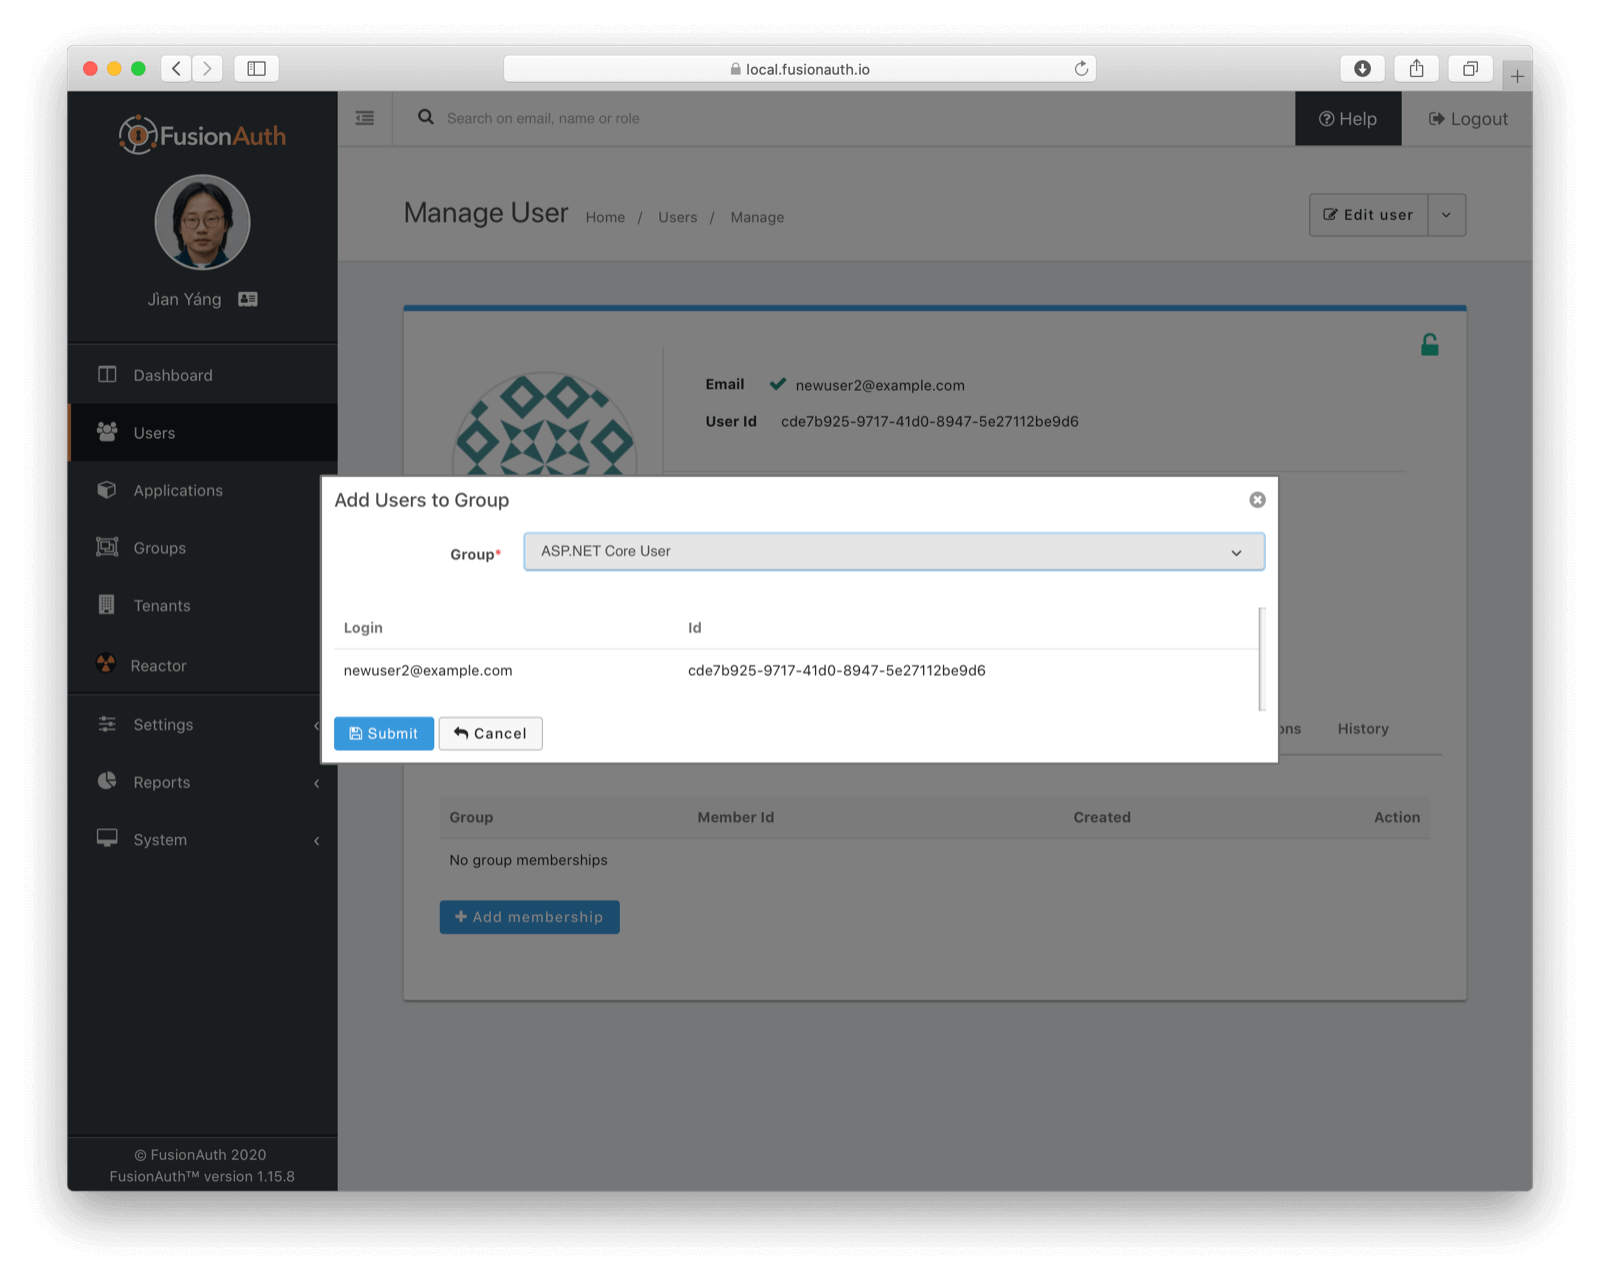 local.fusionauth.io
FusionAuth
Search on email, name or role
Help
Logout
Jìan Yáng
Manage User
Home / Users / Manage
Edit user
Dashboard
Users
Applications
Groups
Tenants
Reactor
Settings
Reports
System
Email newuser2@example.com
User Id cde7b925-9717-41d0-8947-5e27112be9d6
Add Users to Group
Group* ASP.NET Core User
Login Id
newuser2@example.com cde7b925-9717-41d0-8947-5e27112be9d6
Submit Cancel
ons History
Group Member Id Created Action
No group memberships
Add membership
© FusionAuth 2020
FusionAuth™ version 1.15.8